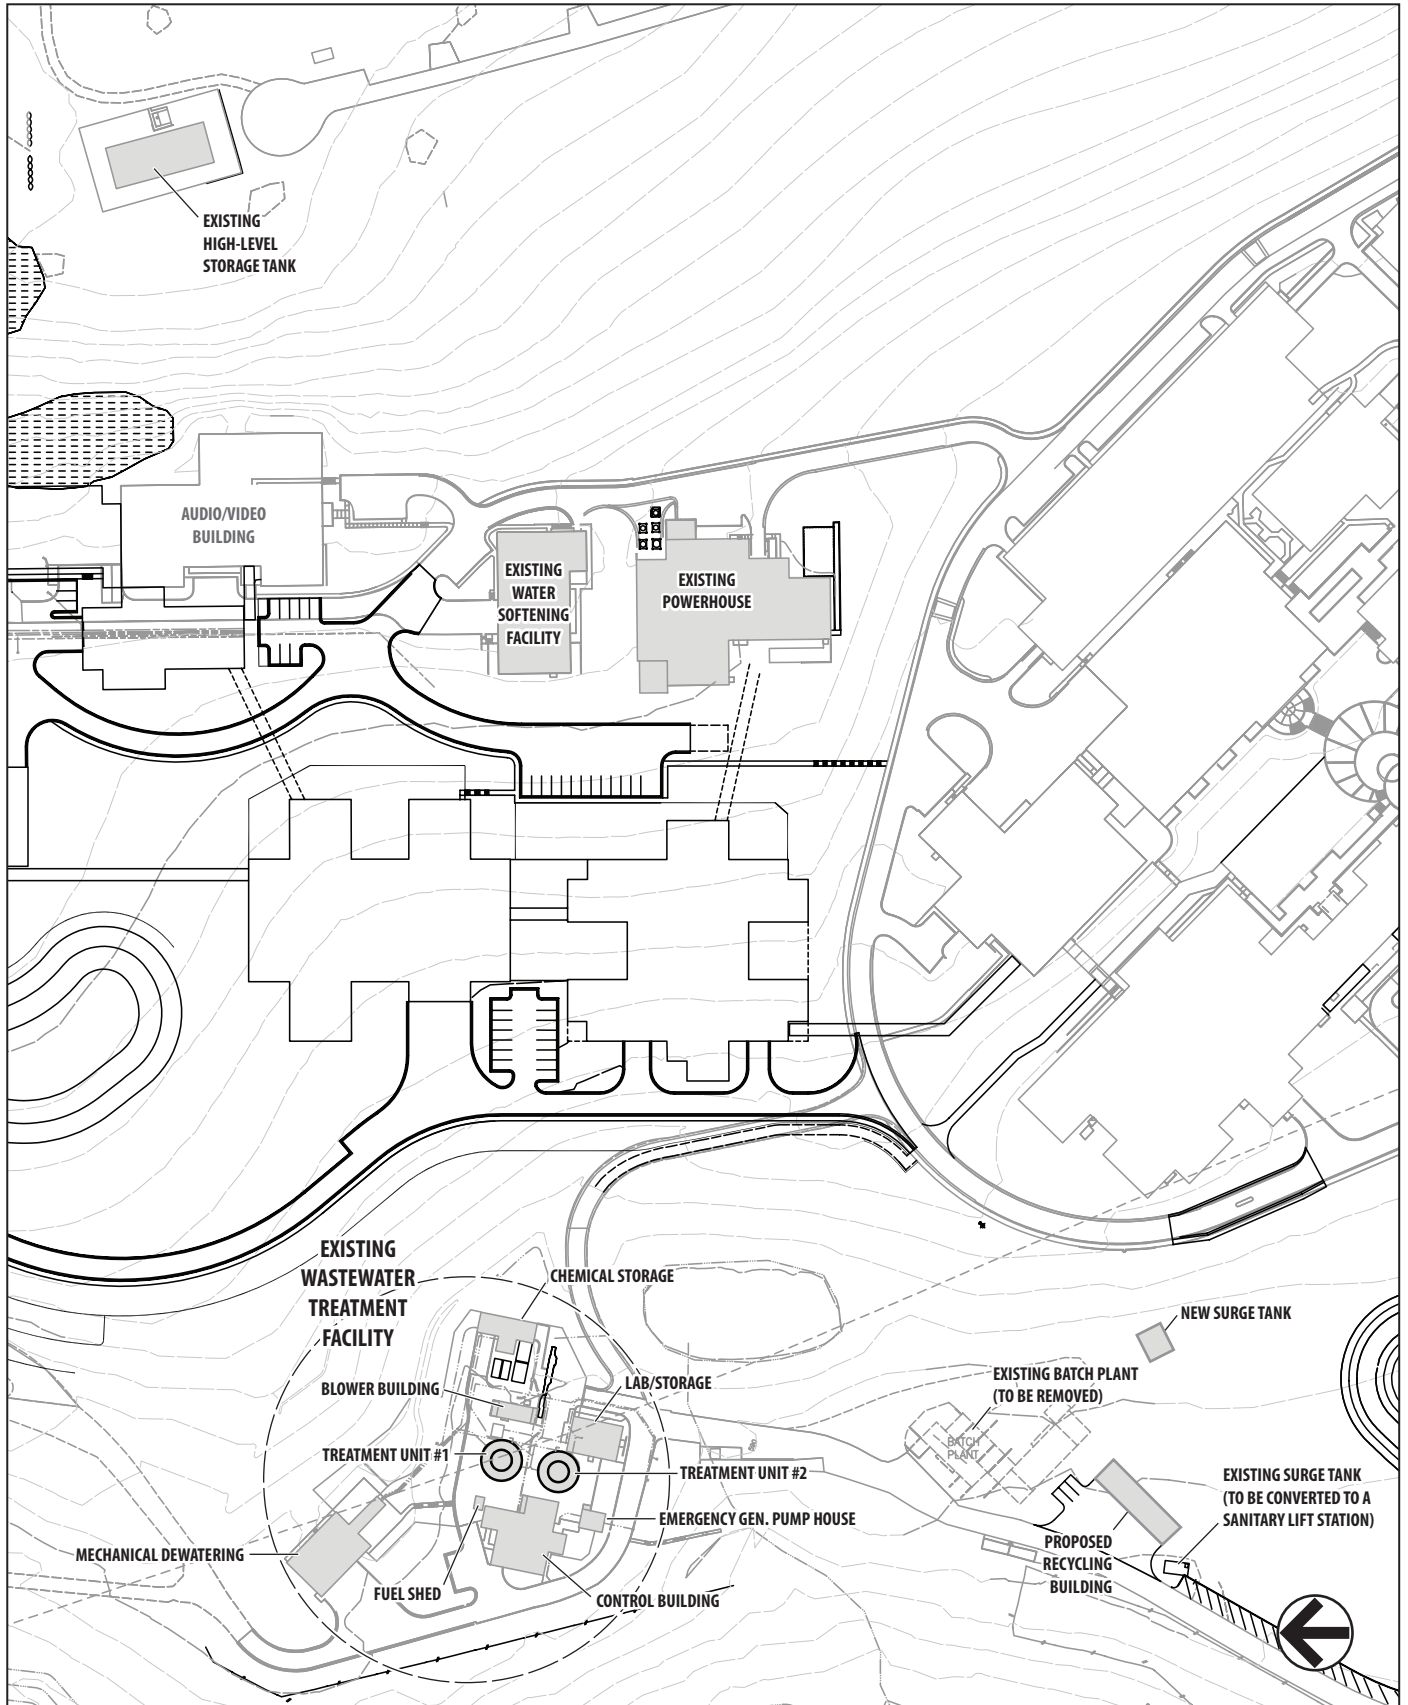 EXISTING
HIGH-LEVEL
STORAGE TANK
AUDIO/VIDEO
BUILDING
EXISTING
WATER
SOFTENING
FACILITY
EXISTING
POWERHOUSE
EXISTING
WASTEWATER
TREATMENT
FACILITY
CHEMICAL STORAGE
NEW SURGE TANK
BLOWER BUILDING
LAB/STORAGE
EXISTING BATCH PLANT
(TO BE REMOVED)
BATCH
PLANT
TREATMENT UNIT #1
TREATMENT UNIT #2
EXISTING SURGE TANK
(TO BE CONVERTED TO A
SANITARY LIFT STATION)
EMERGENCY GEN. PUMP HOUSE
MECHANICAL DEWATERING
PROPOSED
RECYCLING
BUILDING
FUEL SHED
CONTROL BUILDING